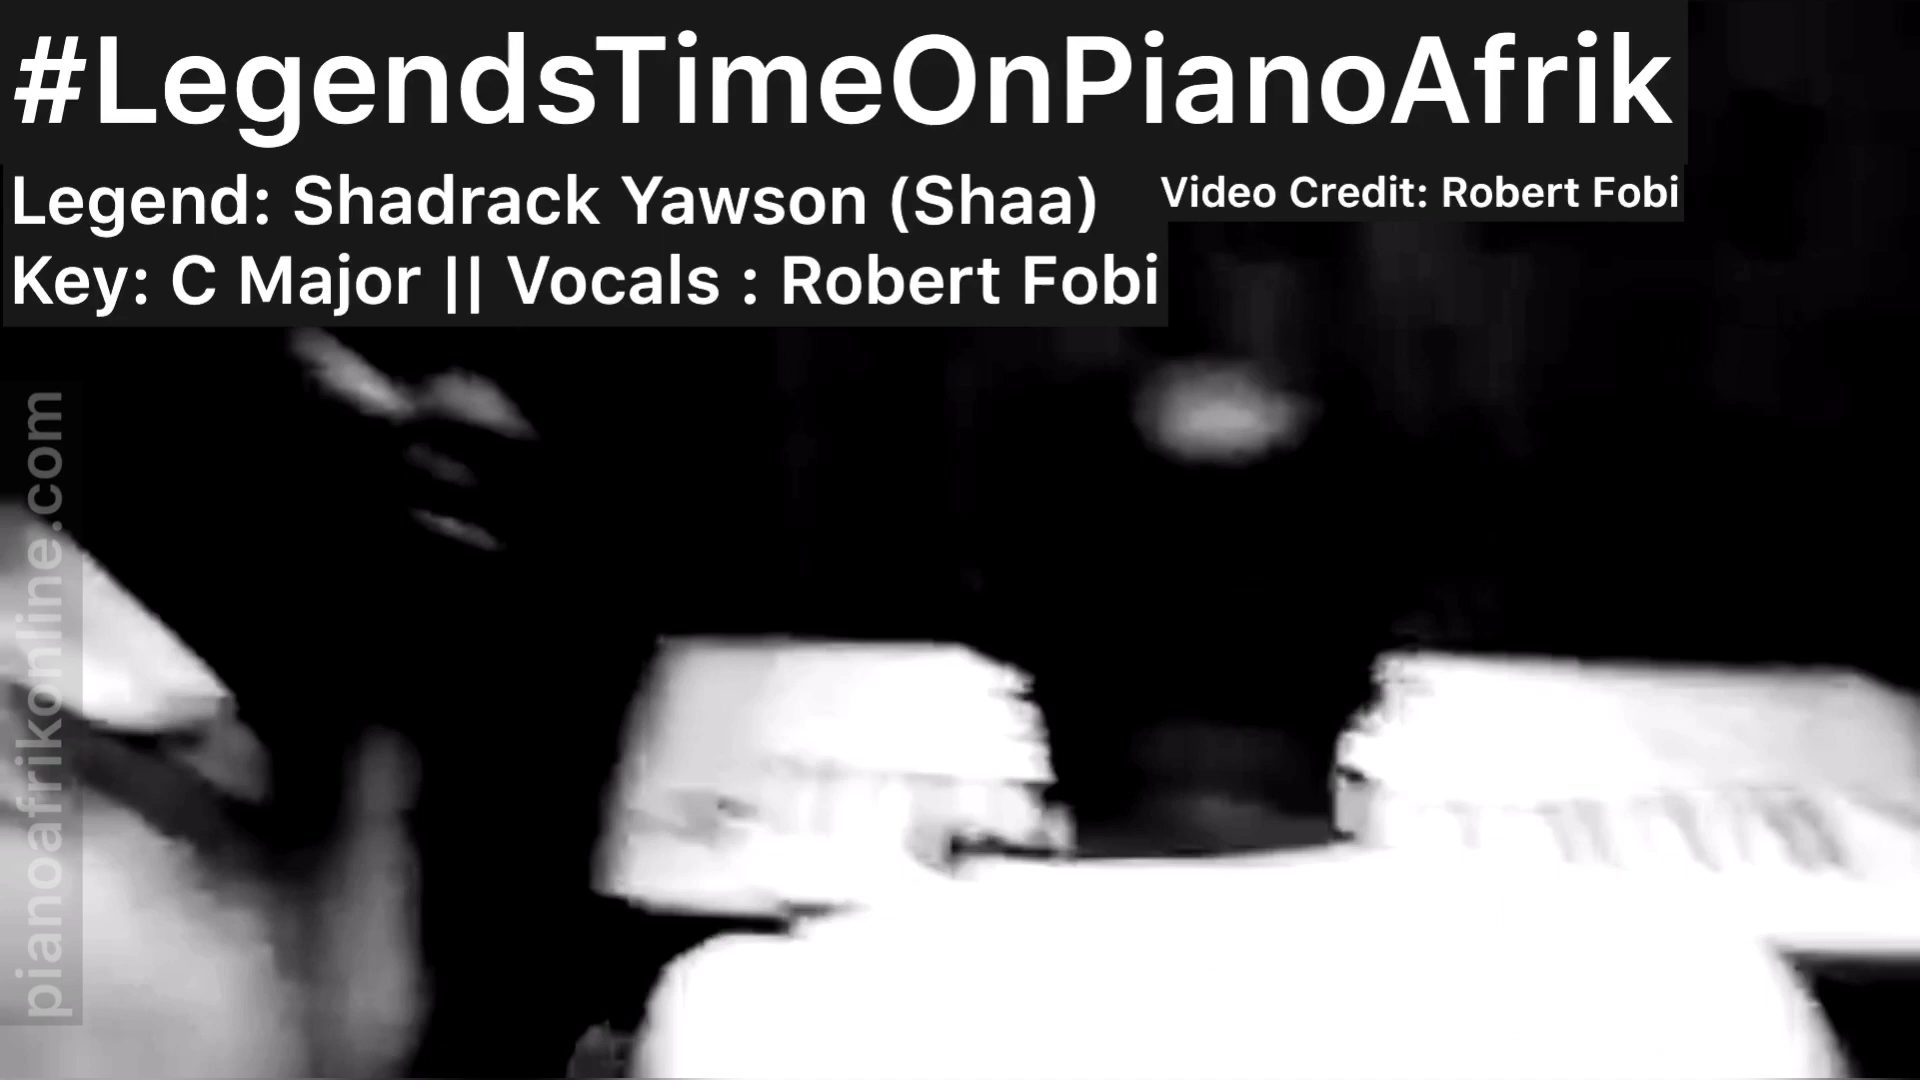 #LegendsTimeOnPianoAfrik
Legend: Shadrack Yawson (Shaa)
Video Credit: Robert Fobi
Key: C Major || Vocals : Robert Fobi
pianoafrikonline.com